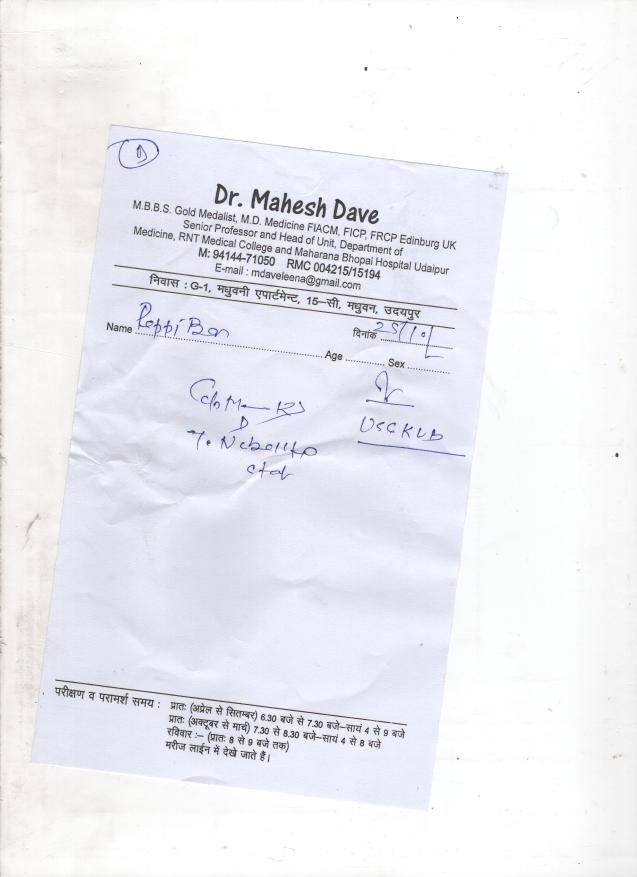 1
Dr. Mahesh Dave
M.B.B.S. Gold Medalist, M.D. Medicine FIACM, FICP, FRCP Edinburg UK
Senior Professor and Head of Unit, Department of
Medicine, RNT Medical College and Maharana Bhopal Hospital Udaipur
M: 94144-71050 RMC 004215/15194
E-mail : mdaveleena@gmail.com
निवास : G-1, मधुवनी एपार्टमेन्ट, 15-सी, मधुवन, उदयपुर
Name Pappi Ben दिनांक 25/10/
Age Sex
USG KUB
परीक्षण व परामर्श समय : प्रातः (अप्रेल से सितम्बर) 6.30 बजे से 7.30 बजे-सायं 4 से 9 बजे
प्रातः (अक्टूबर से मार्च) 7.30 से 8.30 बजे-सायं 4 से 8 बजे
रविवार :- (प्रातः 8 से 9 बजे तक)
मरीज लाईन में देखे जाते हैं।